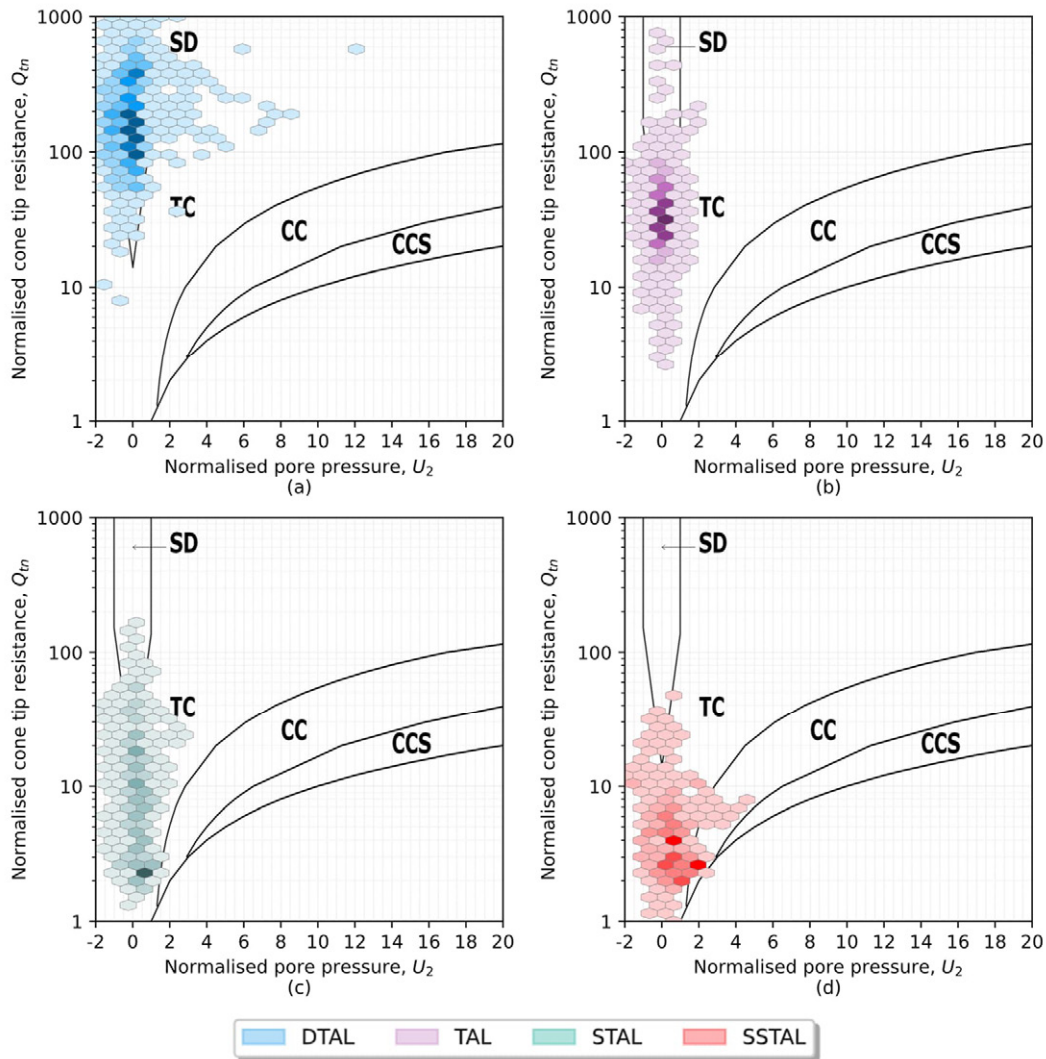 1000
100
10
1
Normalised cone tip resistance, Qtn
SD
TC
CC
CCS
-2 0 2 4 6 8 10 12 14 16 18 20
Normalised pore pressure, U2
(a)
1000
100
10
1
Normalised cone tip resistance, Qtn
SD
TC
CC
CCS
-2 0 2 4 6 8 10 12 14 16 18 20
Normalised pore pressure, U2
(b)
1000
100
10
1
Normalised cone tip resistance, Qtn
SD
TC
CC
CCS
-2 0 2 4 6 8 10 12 14 16 18 20
Normalised pore pressure, U2
(c)
1000
100
10
1
Normalised cone tip resistance, Qtn
SD
TC
CC
CCS
-2 0 2 4 6 8 10 12 14 16 18 20
Normalised pore pressure, U2
(d)
DTAL TAL STAL SSTAL